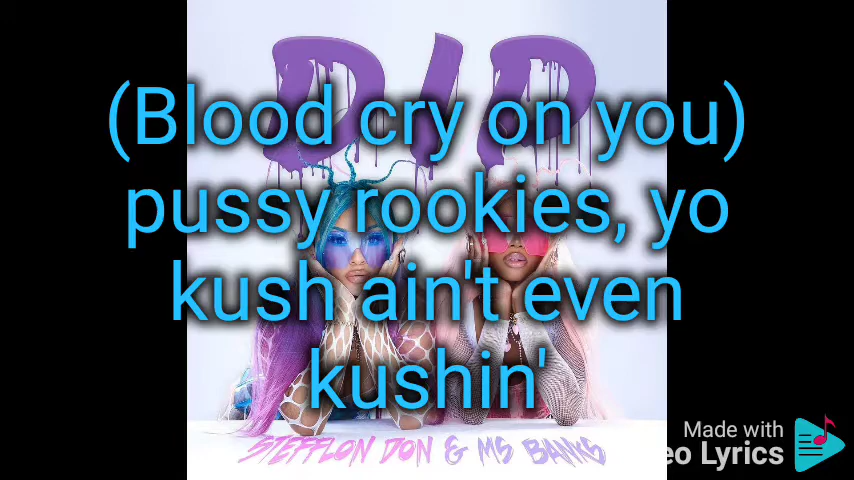 DIP
(Blood cry on you)
pussy rookies, yo
kush ain't even
kushin'
STEFFLON DON & MS BANKS
Made with
eo Lyrics